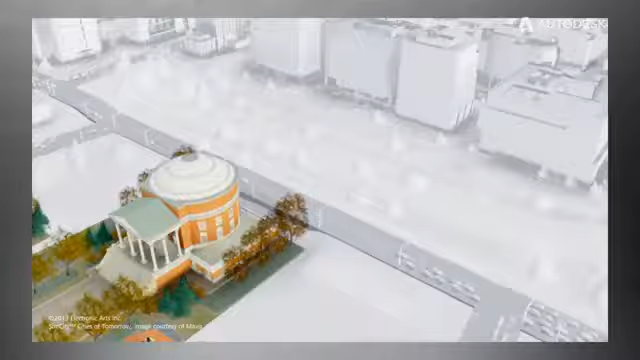 AUTODESK
©2013 Electronic Arts Inc.
SimCity™ Cities of Tomorrow, image courtesy of Maxis